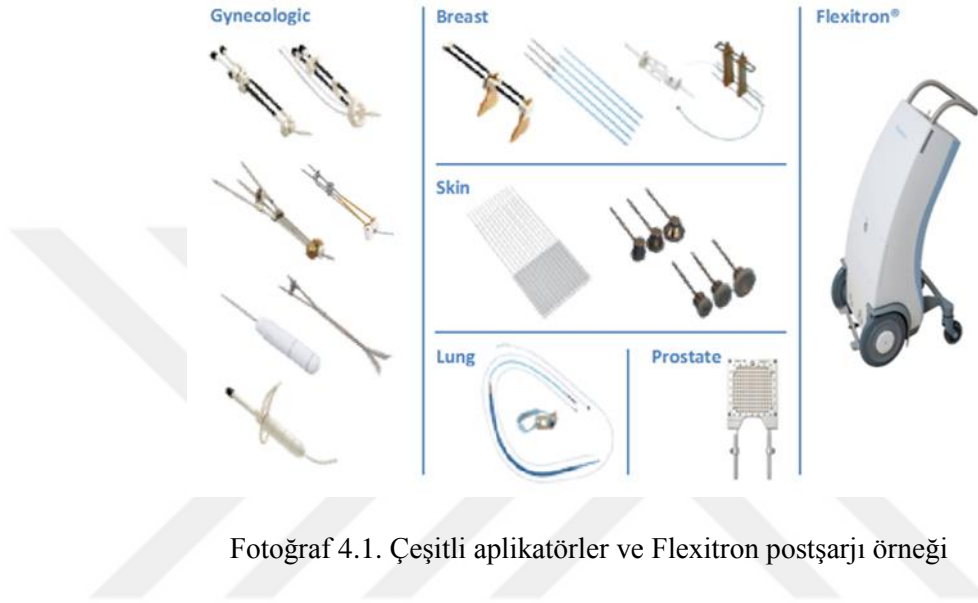 Gynecologic
Breast
Flexitron®
Skin
Lung
Prostate
Fotoğraf 4.1. Çeşitli aplikatörler ve Flexitron postşarjı örneği